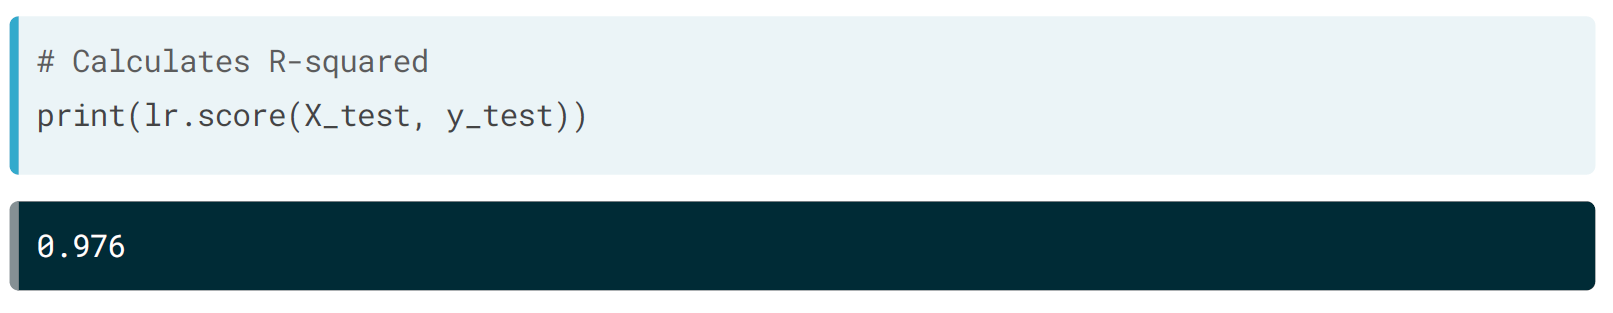 # Calculates R-squared
print(lr.score(X_test, y_test))
0.976